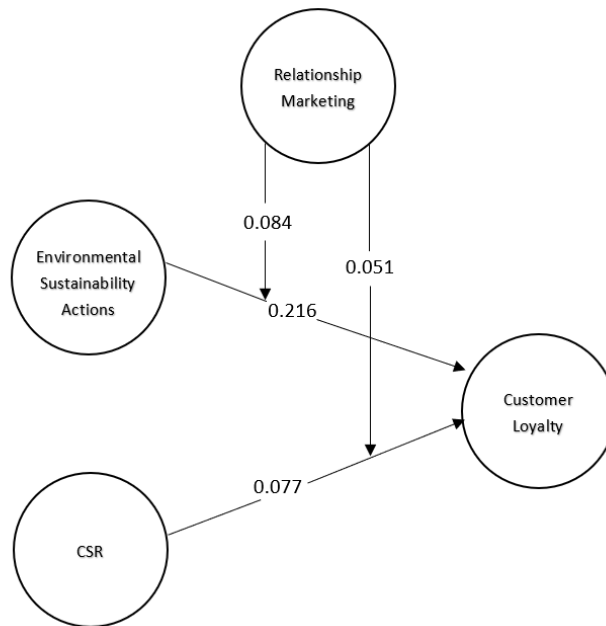 Relationship
Marketing
0.084
Environmental
Sustainability
Actions
0.051
0.216
Customer
Loyalty
0.077
CSR